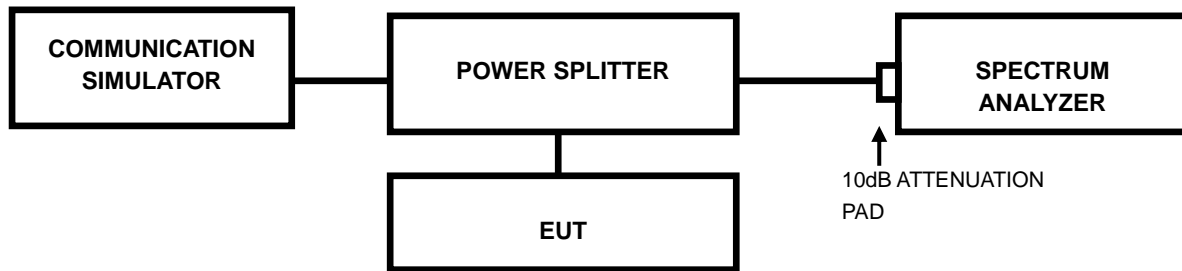 COMMUNICATION
SIMULATOR
POWER SPLITTER
SPECTRUM
ANALYZER
10dB ATTENUATION
PAD
EUT